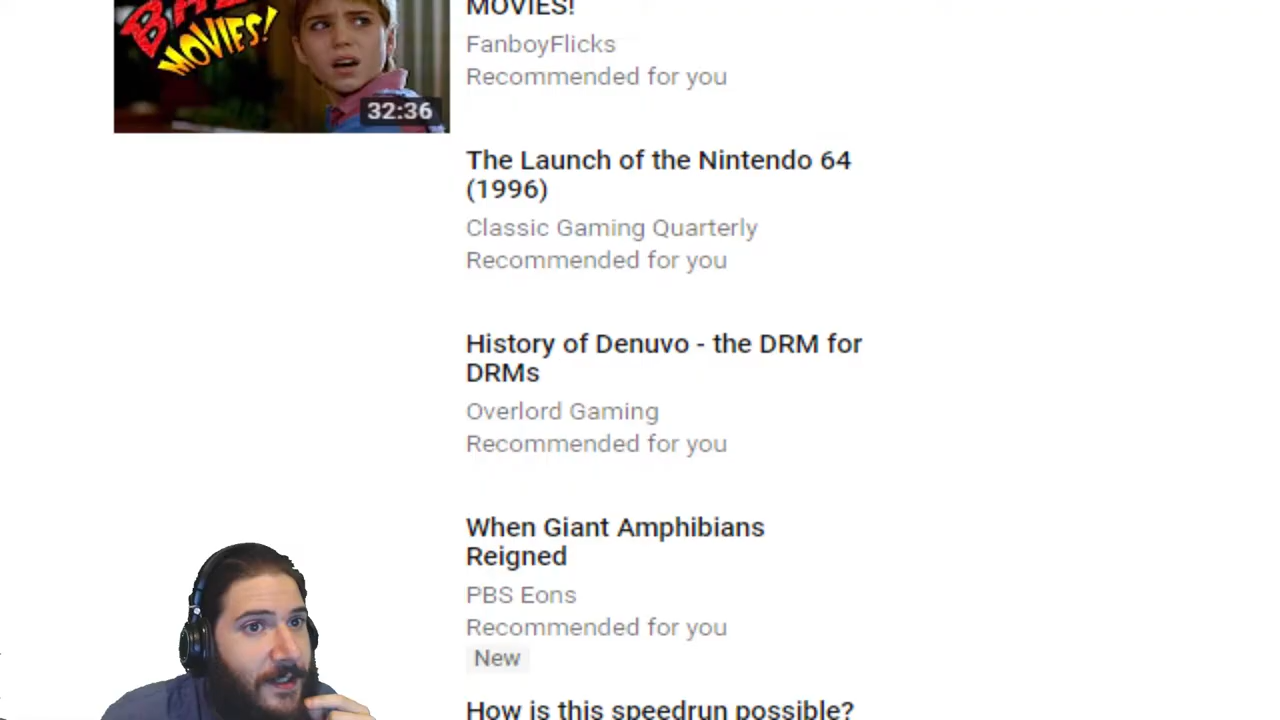 BAD
MOVIES!
32:36
MOVIES!
FanboyFlicks
Recommended for you
The Launch of the Nintendo 64
(1996)
Classic Gaming Quarterly
Recommended for you
History of Denuvo - the DRM for
DRMs
Overlord Gaming
Recommended for you
When Giant Amphibians
Reigned
PBS Eons
Recommended for you
New
How is this speedrun possible?